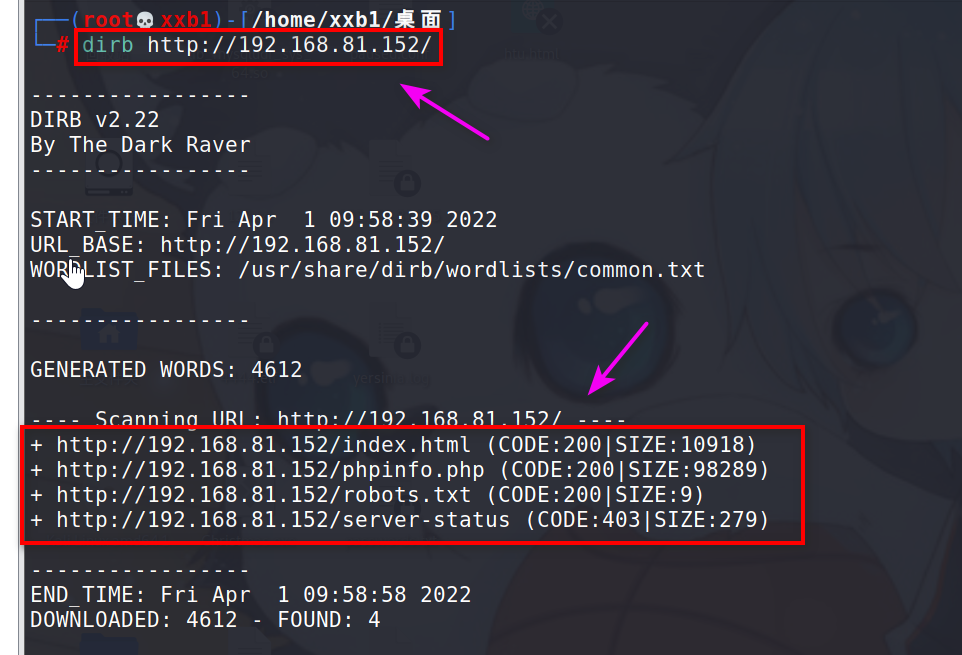 ┌──(root💀xxb1)-[/home/xxb1/桌面]
└─# dirb http://192.168.81.152/
-----------------
DIRB v2.22
By The Dark Raver
-----------------
START_TIME: Fri Apr  1 09:58:39 2022
URL_BASE: http://192.168.81.152/
WORDLIST_FILES: /usr/share/dirb/wordlists/common.txt
-----------------
GENERATED WORDS: 4612
---- Scanning URL: http://192.168.81.152/ ----
+ http://192.168.81.152/index.html (CODE:200|SIZE:10918)
+ http://192.168.81.152/phpinfo.php (CODE:200|SIZE:98289)
+ http://192.168.81.152/robots.txt (CODE:200|SIZE:9)
+ http://192.168.81.152/server-status (CODE:403|SIZE:279)
-----------------
END_TIME: Fri Apr  1 09:58:58 2022
DOWNLOADED: 4612 - FOUND: 4